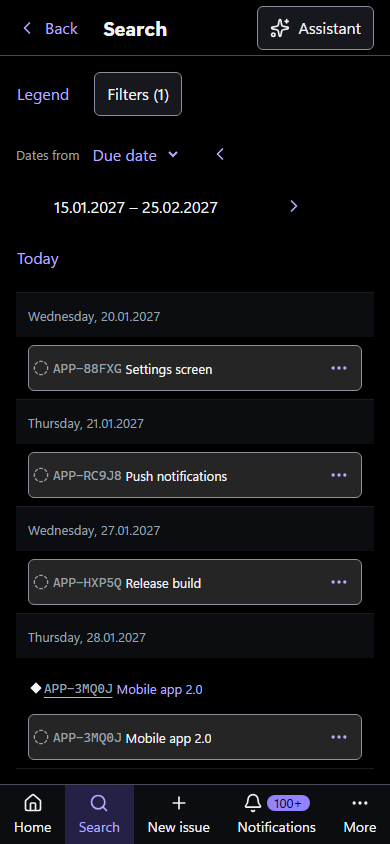 Back
Search
Assistant
Legend
Filters (1)
Dates from
Due date
15.01.2027 – 25.02.2027
Today
Wednesday, 20.01.2027
APP-88FXG Settings screen
Thursday, 21.01.2027
APP-RC9J8 Push notifications
Wednesday, 27.01.2027
APP-HXP5Q Release build
Thursday, 28.01.2027
APP-3MQ0J Mobile app 2.0
APP-3MQ0J Mobile app 2.0
100+
Home
Search
New issue
Notifications
More